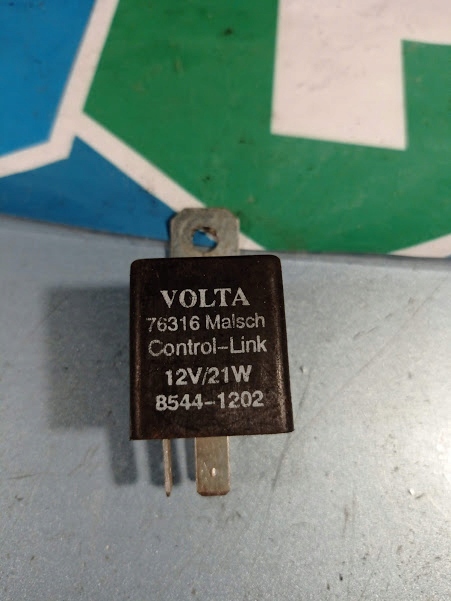 VOLTA
76316 Malsch
Control-Link
12V/21W
8544-1202